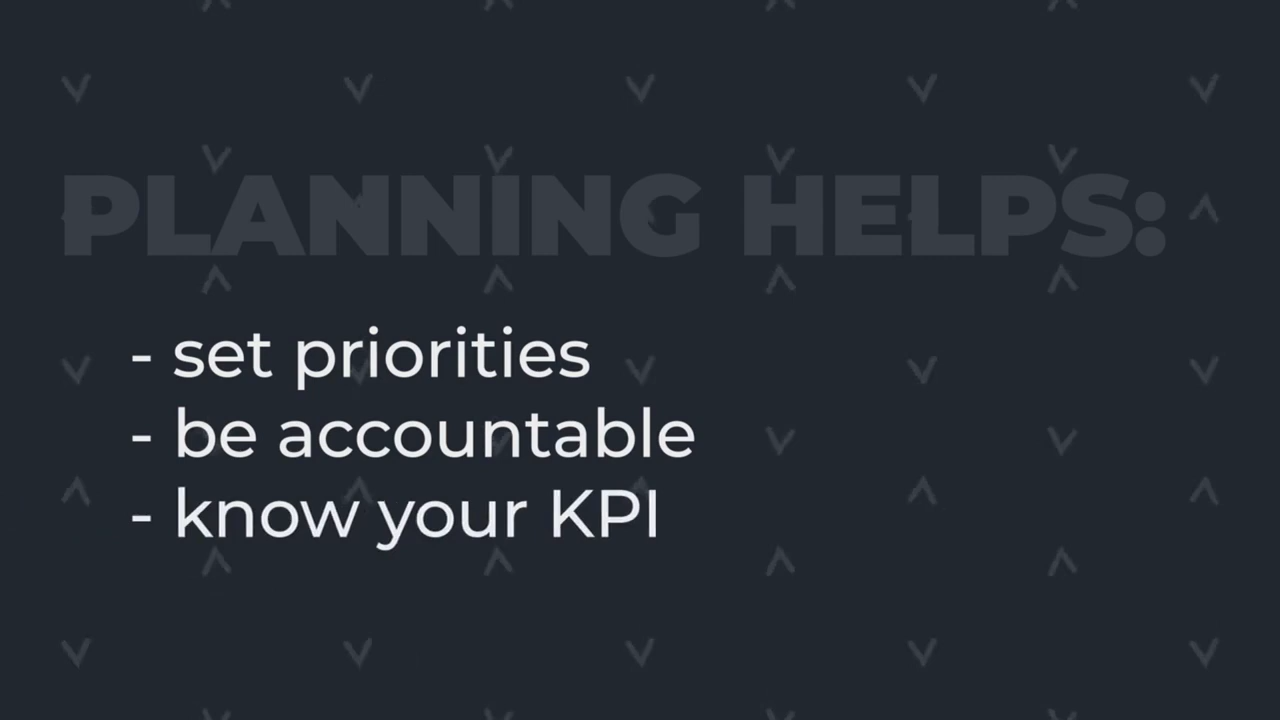 PLANNING HELPS:
- set priorities
- be accountable
- know your KPI